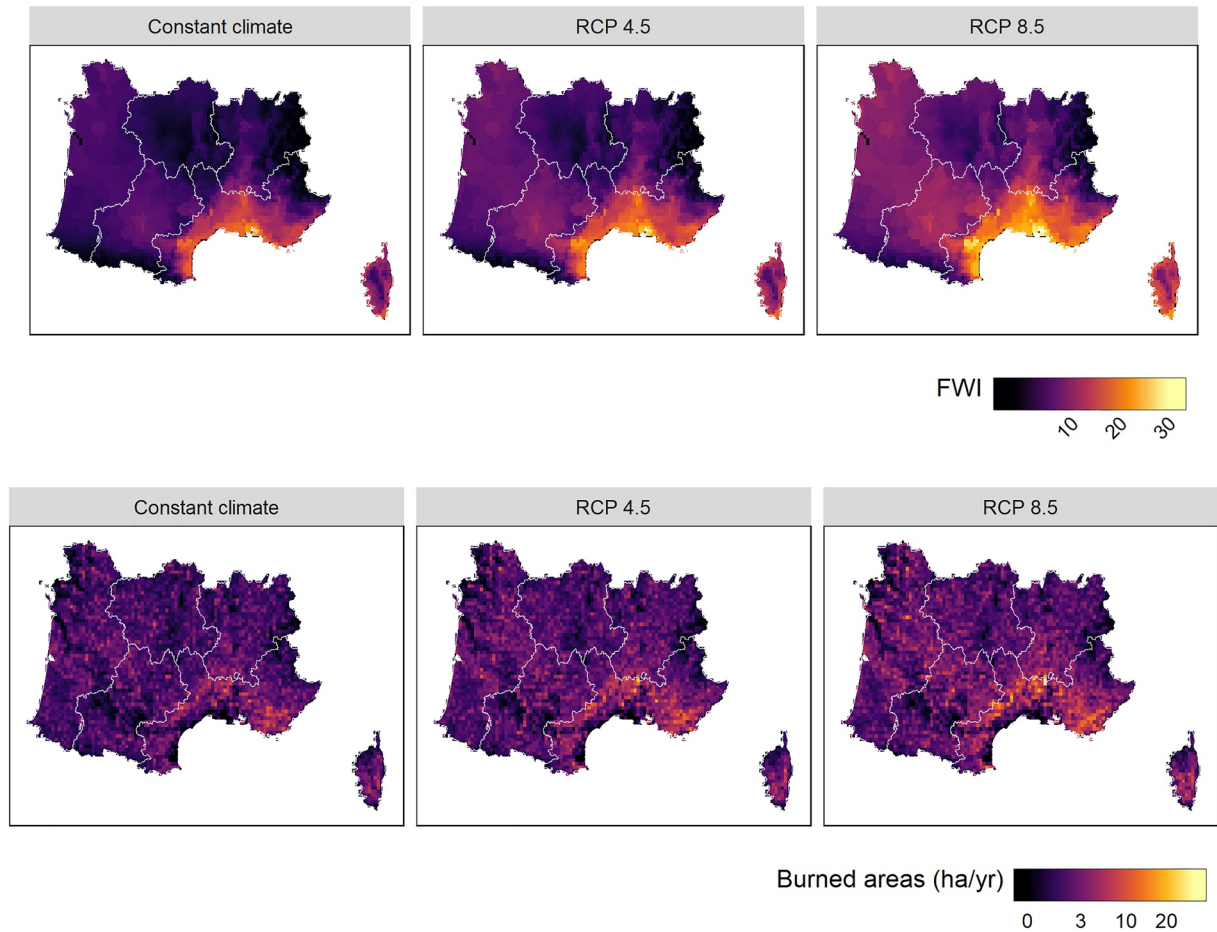 Constant climate
RCP 4.5
RCP 8.5
FWI
10
20
30
Constant climate
RCP 4.5
RCP 8.5
Burned areas (ha/yr)
0
3
10
20